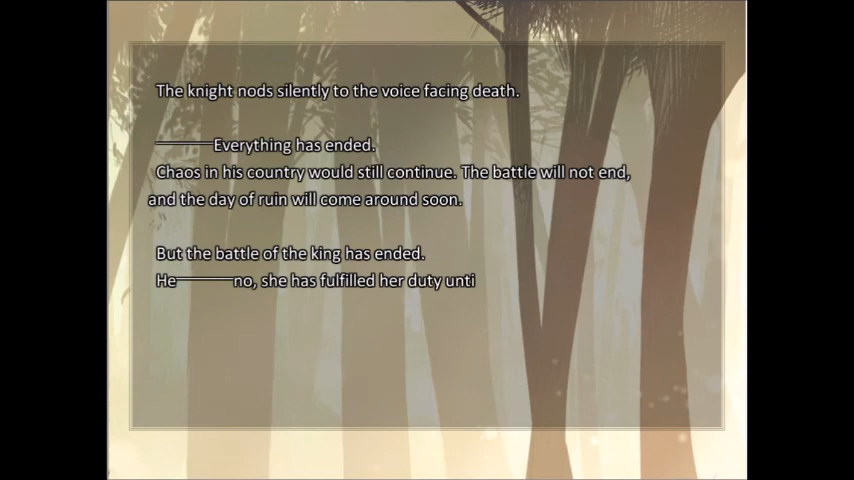 The knight nods silently to the voice facing death.
————Everything has ended.
Chaos in his country would still continue. The battle will not end,
and the day of ruin will come around soon.
But the battle of the king has ended.
He————no, she has fulfilled her duty unti